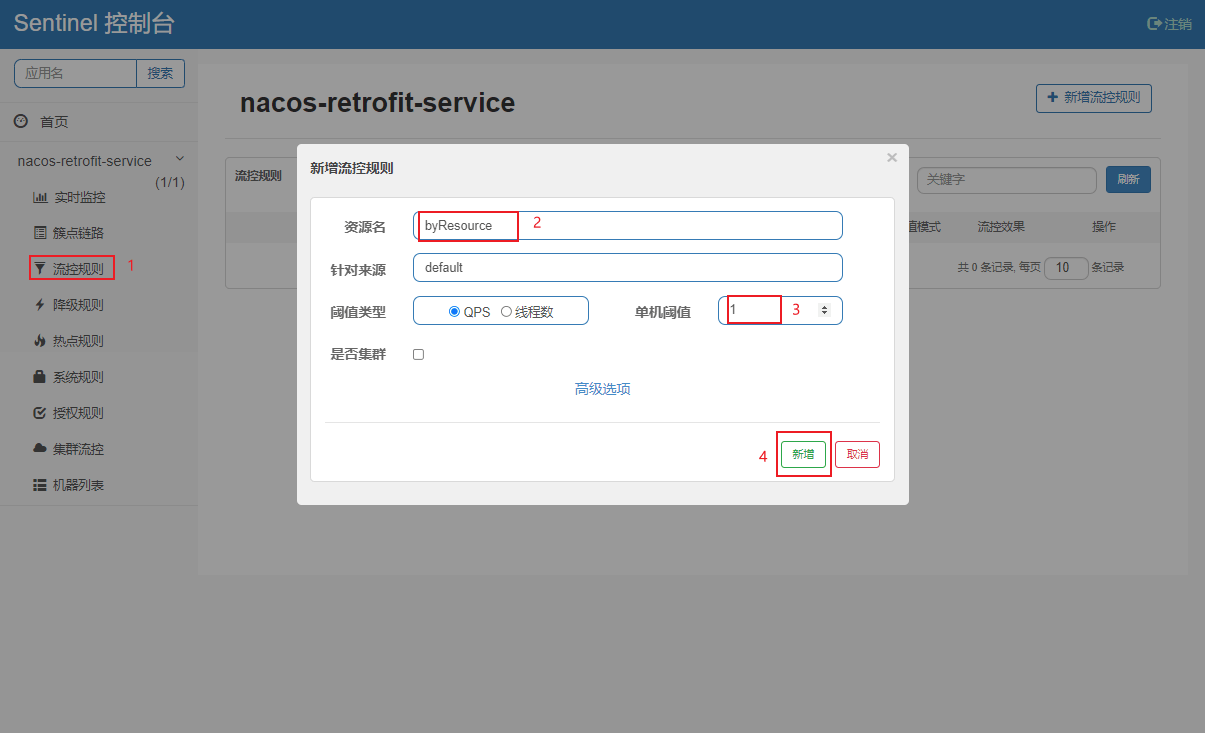 Sentinel 控制台
注销
应用名
搜索
首页
nacos-retrofit-service
(1/1)
实时监控
簇点链路
流控规则
1
降级规则
热点规则
系统规则
授权规则
集群流控
机器列表
nacos-retrofit-service
新增流控规则
流控规则
关键字
刷新
值模式
流控效果
操作
共 0 条记录, 每页 10 条记录
新增流控规则
×
资源名
byResource
2
针对来源
default
阈值类型
QPS
线程数
单机阈值
1
3
是否集群
高级选项
4
新增
取消